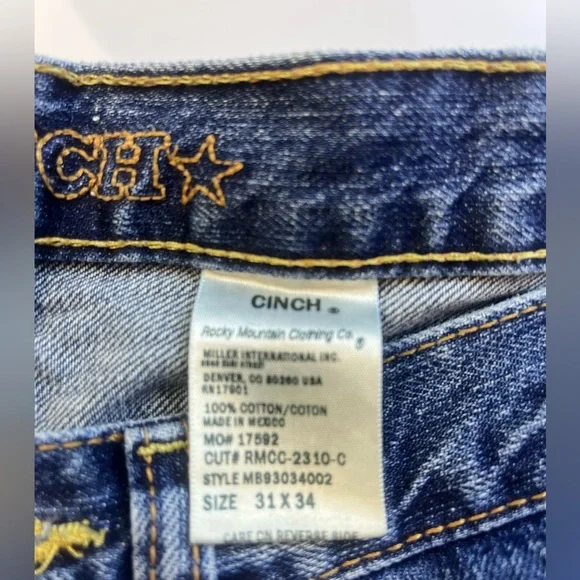 CH
CINCH ®
Rocky Mountain Clothing Co. ®
MILLER INTERNATIONAL INC.
DENVER, CO 80260 USA
RN17901
100% COTTON/COTON
MADE IN MEXICO
MO# 17592
CUT# RMCC-2310-C
STYLE MB93034002
SIZE 31 X 34
CARE ON REVERSE SIDE